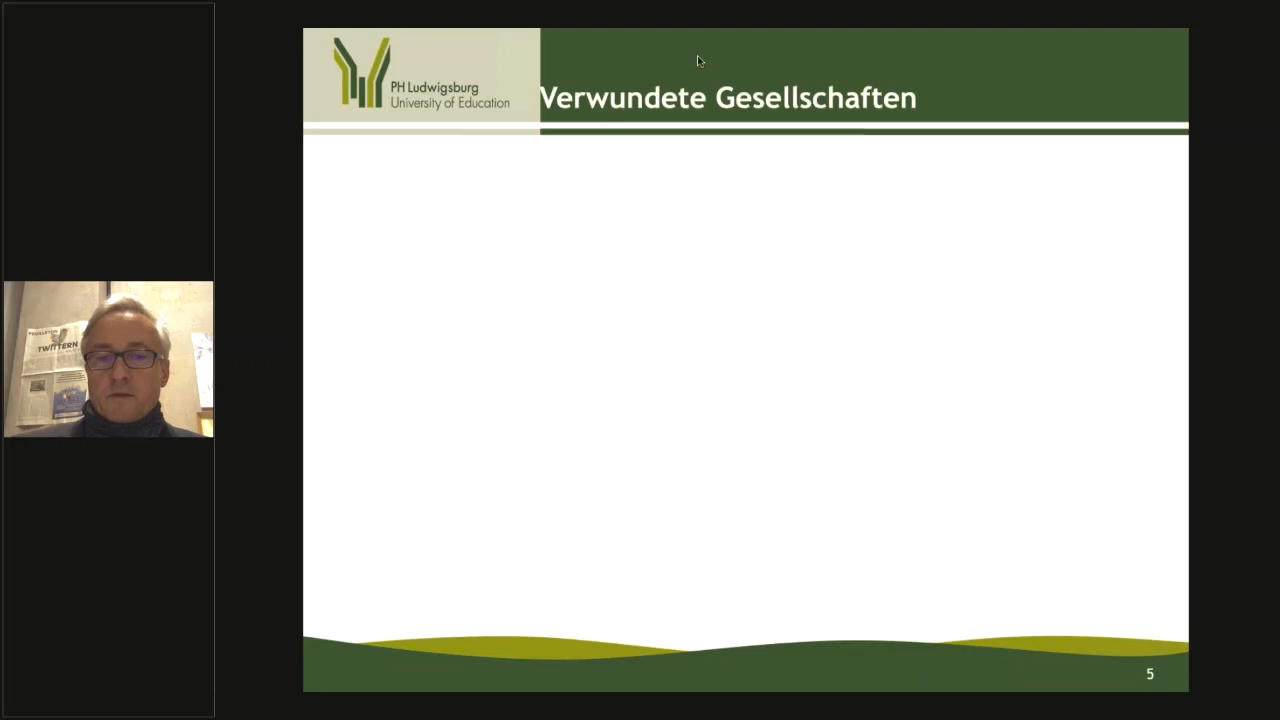 PH Ludwigsburg
University of Education
Verwundete Gesellschaften
TWITTERN
5